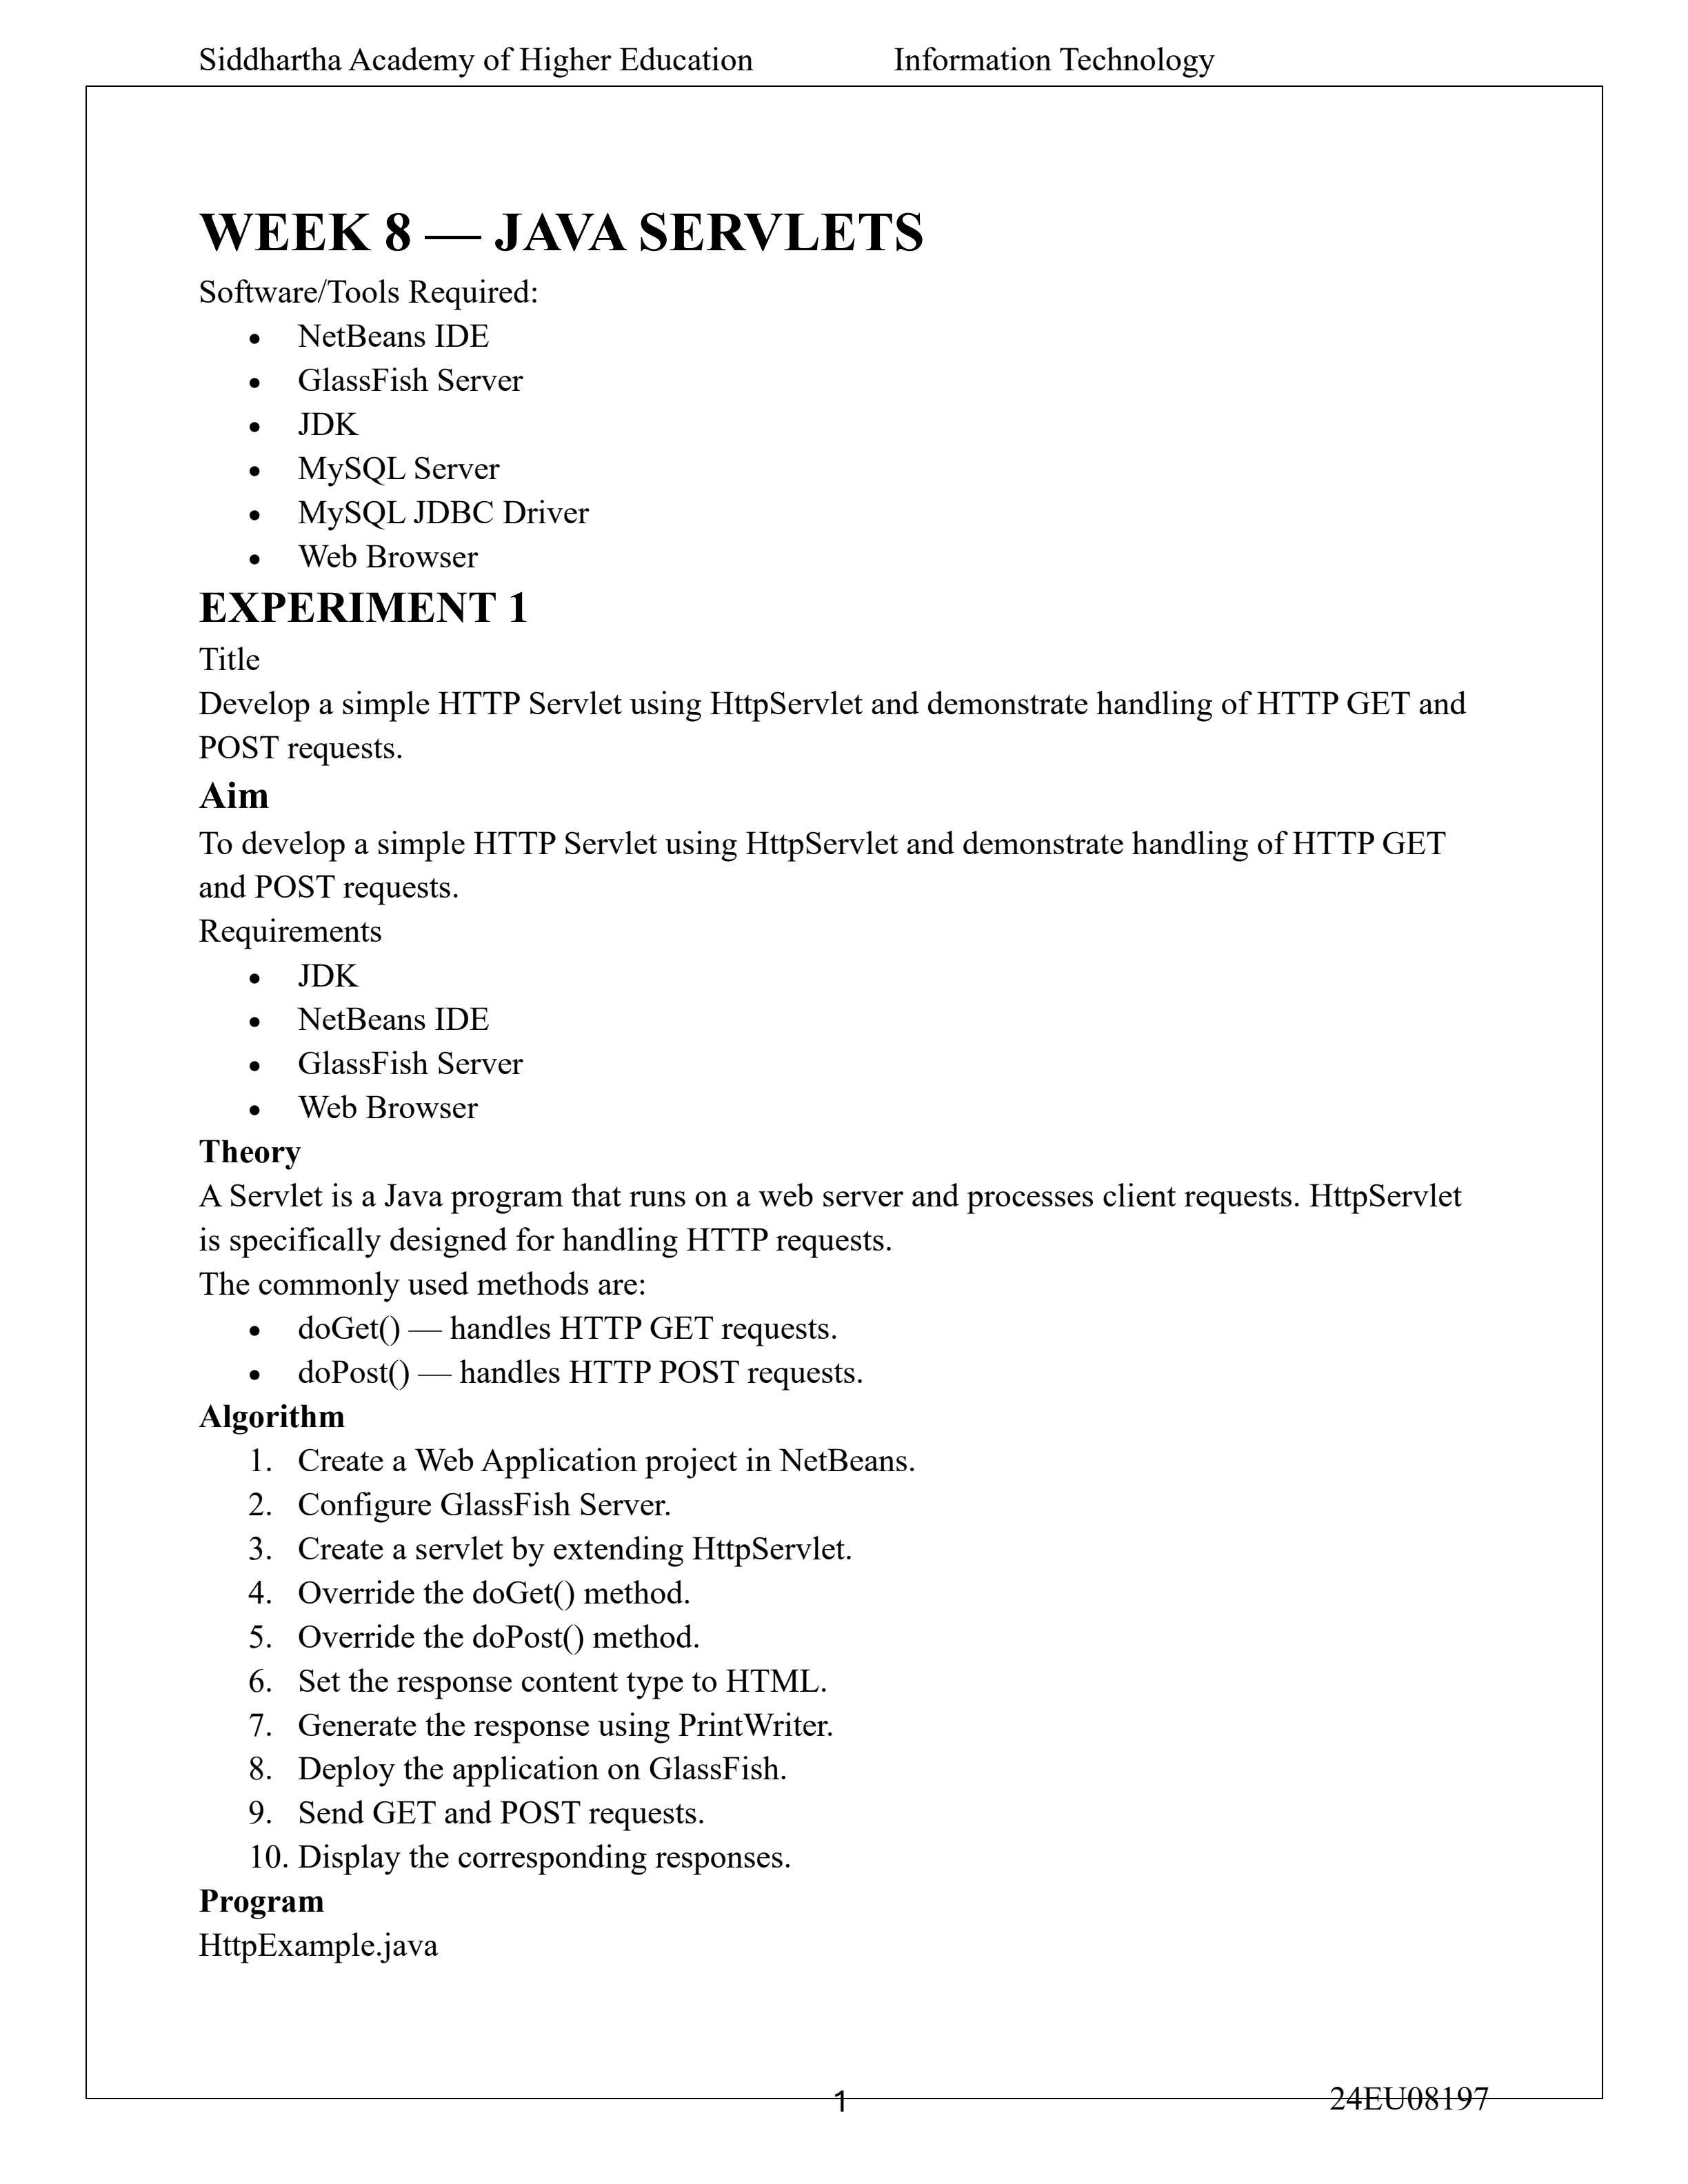 Siddhartha Academy of Higher Education Information Technology
WEEK 8 — JAVA SERVLETS
Software/Tools Required:
• NetBeans IDE
• GlassFish Server
• JDK
• MySQL Server
• MySQL JDBC Driver
• Web Browser
EXPERIMENT 1
Title
Develop a simple HTTP Servlet using HttpServlet and demonstrate handling of HTTP GET and
POST requests.
Aim
To develop a simple HTTP Servlet using HttpServlet and demonstrate handling of HTTP GET
and POST requests.
Requirements
• JDK
• NetBeans IDE
• GlassFish Server
• Web Browser
Theory
A Servlet is a Java program that runs on a web server and processes client requests. HttpServlet
is specifically designed for handling HTTP requests.
The commonly used methods are:
• doGet() — handles HTTP GET requests.
• doPost() — handles HTTP POST requests.
Algorithm
1. Create a Web Application project in NetBeans.
2. Configure GlassFish Server.
3. Create a servlet by extending HttpServlet.
4. Override the doGet() method.
5. Override the doPost() method.
6. Set the response content type to HTML.
7. Generate the response using PrintWriter.
8. Deploy the application on GlassFish.
9. Send GET and POST requests.
10. Display the corresponding responses.
Program
HttpExample.java
1 24EU08197